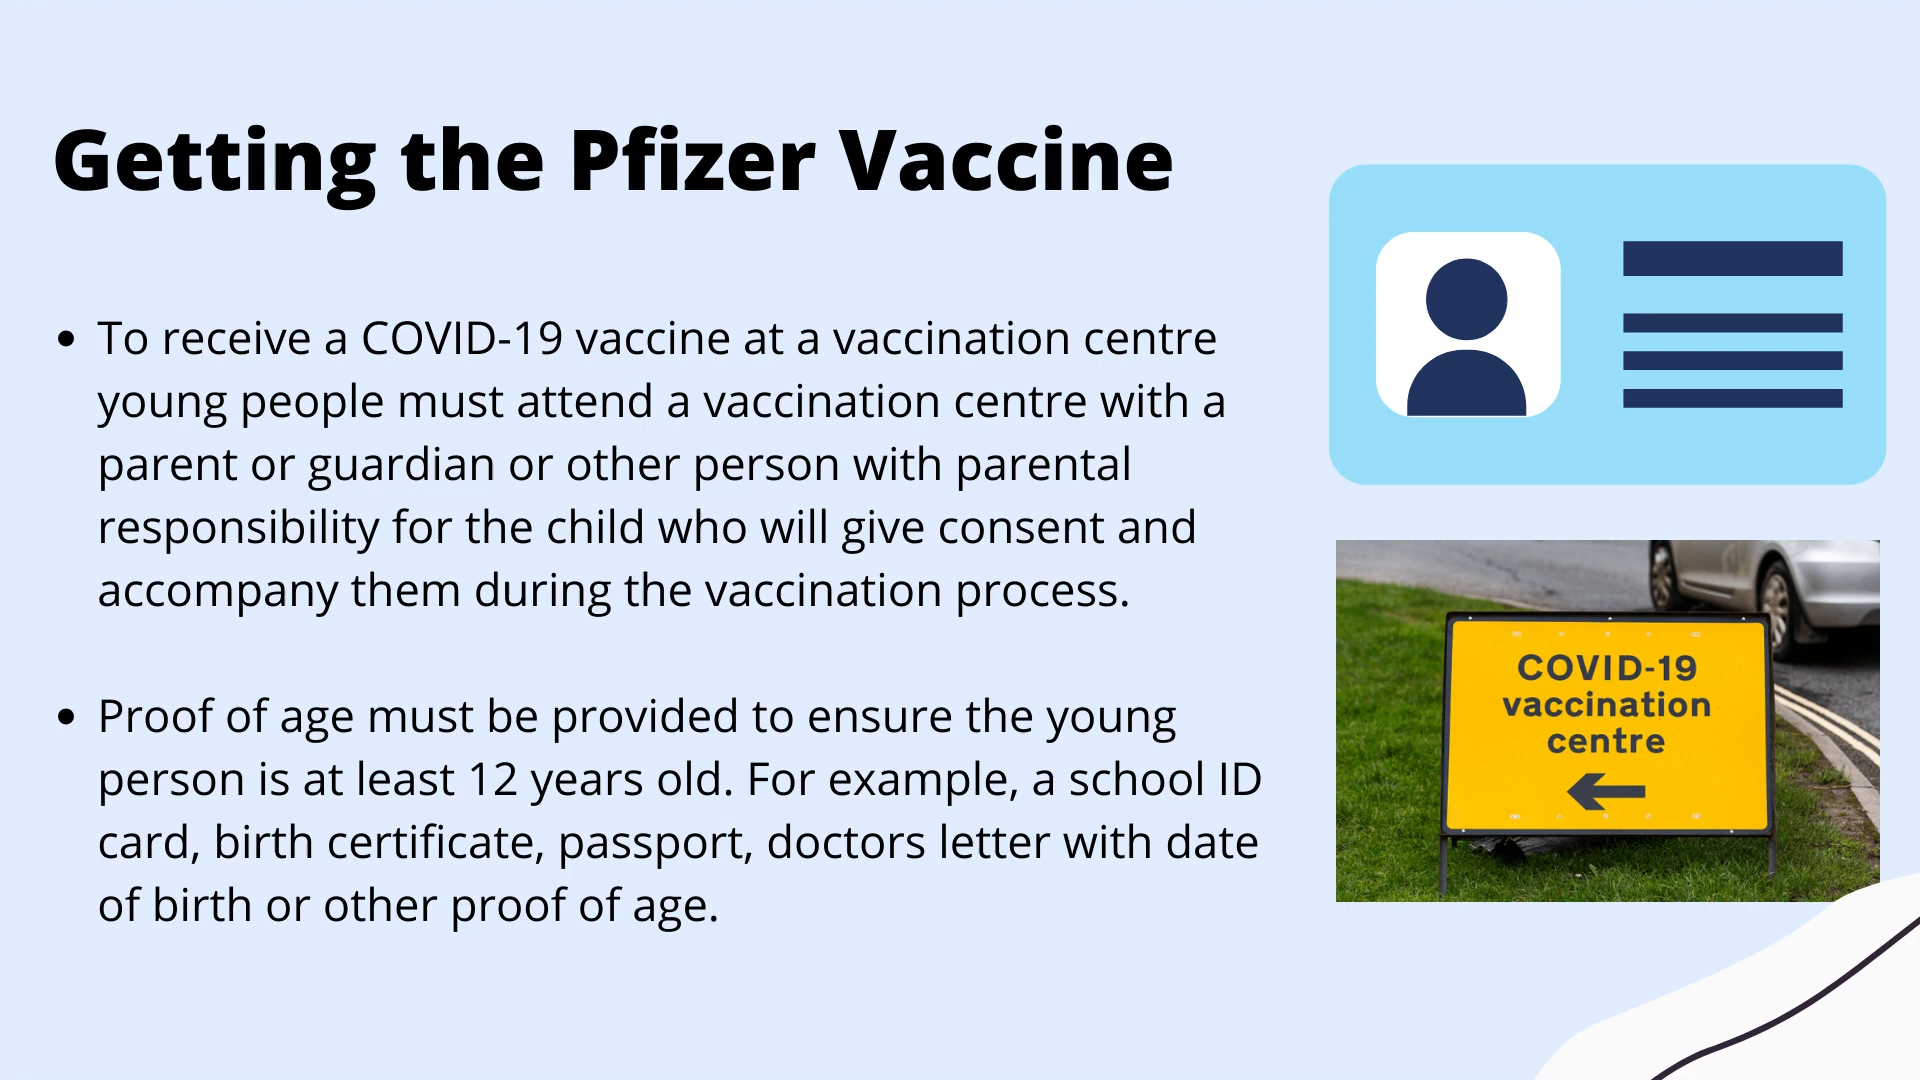 Getting the Pfizer Vaccine
• To receive a COVID-19 vaccine at a vaccination centre
young people must attend a vaccination centre with a
parent or guardian or other person with parental
responsibility for the child who will give consent and
accompany them during the vaccination process.
• Proof of age must be provided to ensure the young
person is at least 12 years old. For example, a school ID
card, birth certificate, passport, doctors letter with date
of birth or other proof of age.
COVID-19
vaccination
centre